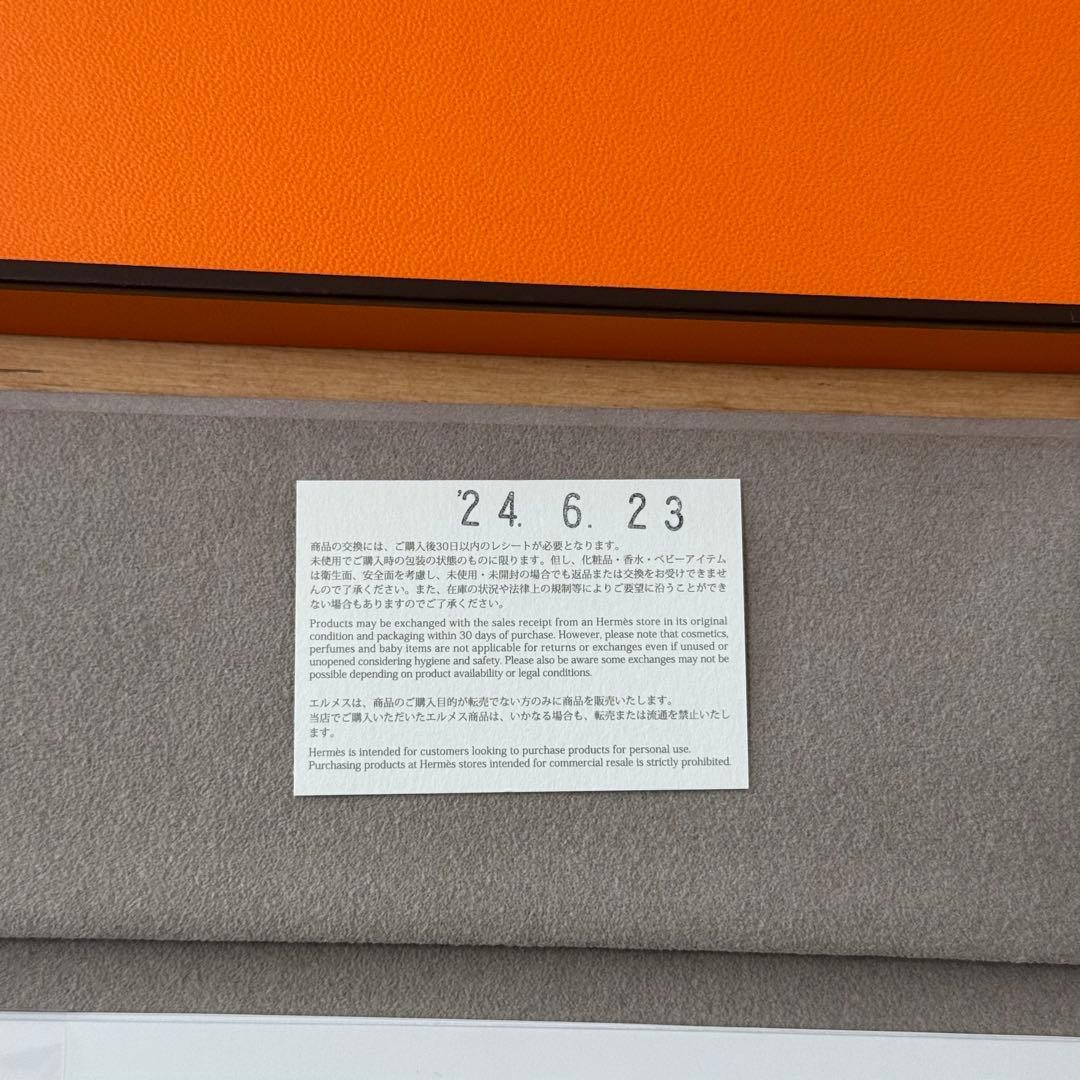 '24. 6. 23
商品の交換には、ご購入後30日以内のレシートが必要となります。
未使用でご購入時の包装の状態のものに限ります。但し、化粧品・香水・ベビーアイテム
は衛生面、安全面を考慮し、未使用・未開封の場合でも返品または交換をお受けできませ
んので了承ください。また、在庫の状況や法律上の規制等によりご要望に沿うことができ
ない場合もありますのでご了承ください。
Products may be exchanged with the sales receipt from an Hermès store in its original
condition and packaging within 30 days of purchase. However, please note that cosmetics,
perfumes and baby items are not applicable for returns or exchanges even if unused or
unopened considering hygiene and safety. Please also be aware some exchanges may not be
possible depending on product availability or legal conditions.
エルメスは、商品のご購入目的が転売でない方のみに商品を販売いたします。
当店でご購入いただいたエルメス商品は、いかなる場合も、転売または流通を禁止いたし
ます。
Hermès is intended for customers looking to purchase products for personal use.
Purchasing products at Hermès stores intended for commercial resale is strictly prohibited.